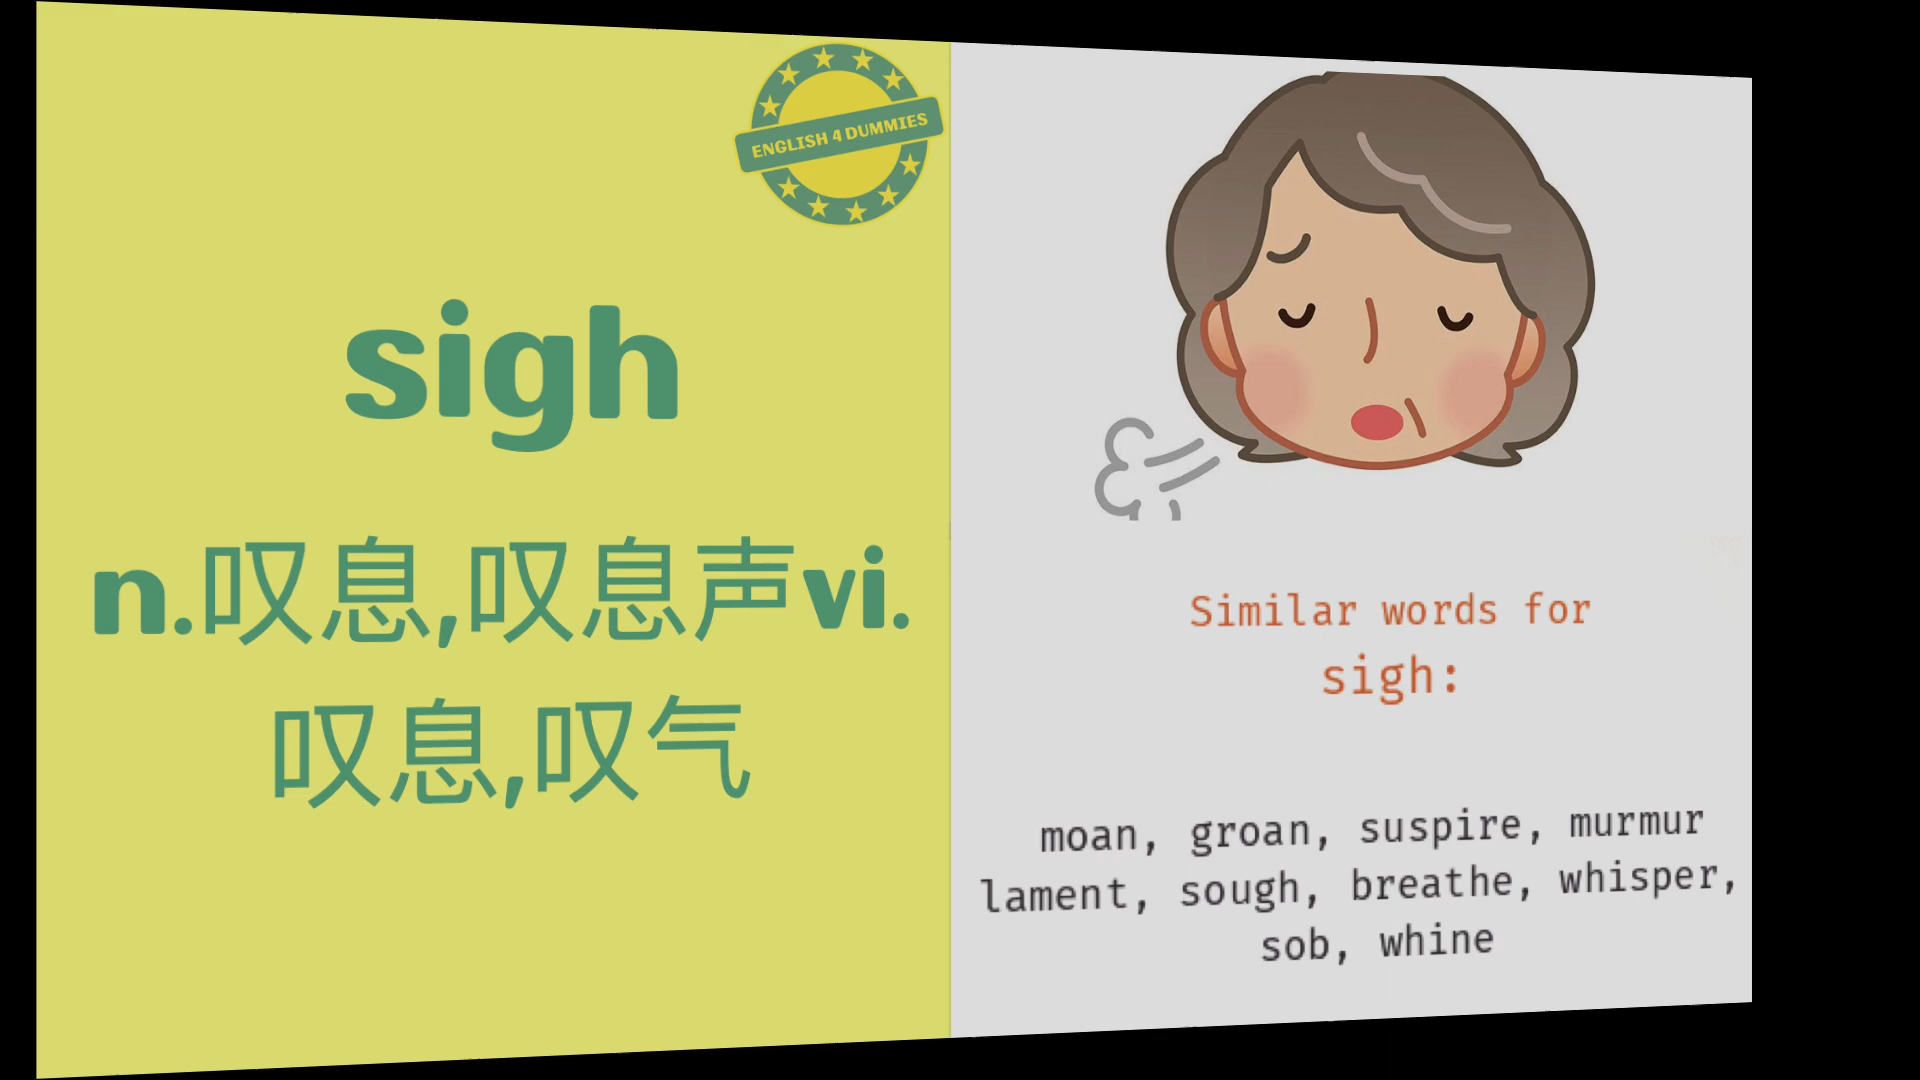 ENGLISH 4 DUMMIES
sigh
n.叹息,叹息声vi.
叹息,叹气
Similar words for
sigh:
moan, groan, suspire, murmur
lament, sough, breathe, whisper,
sob, whine